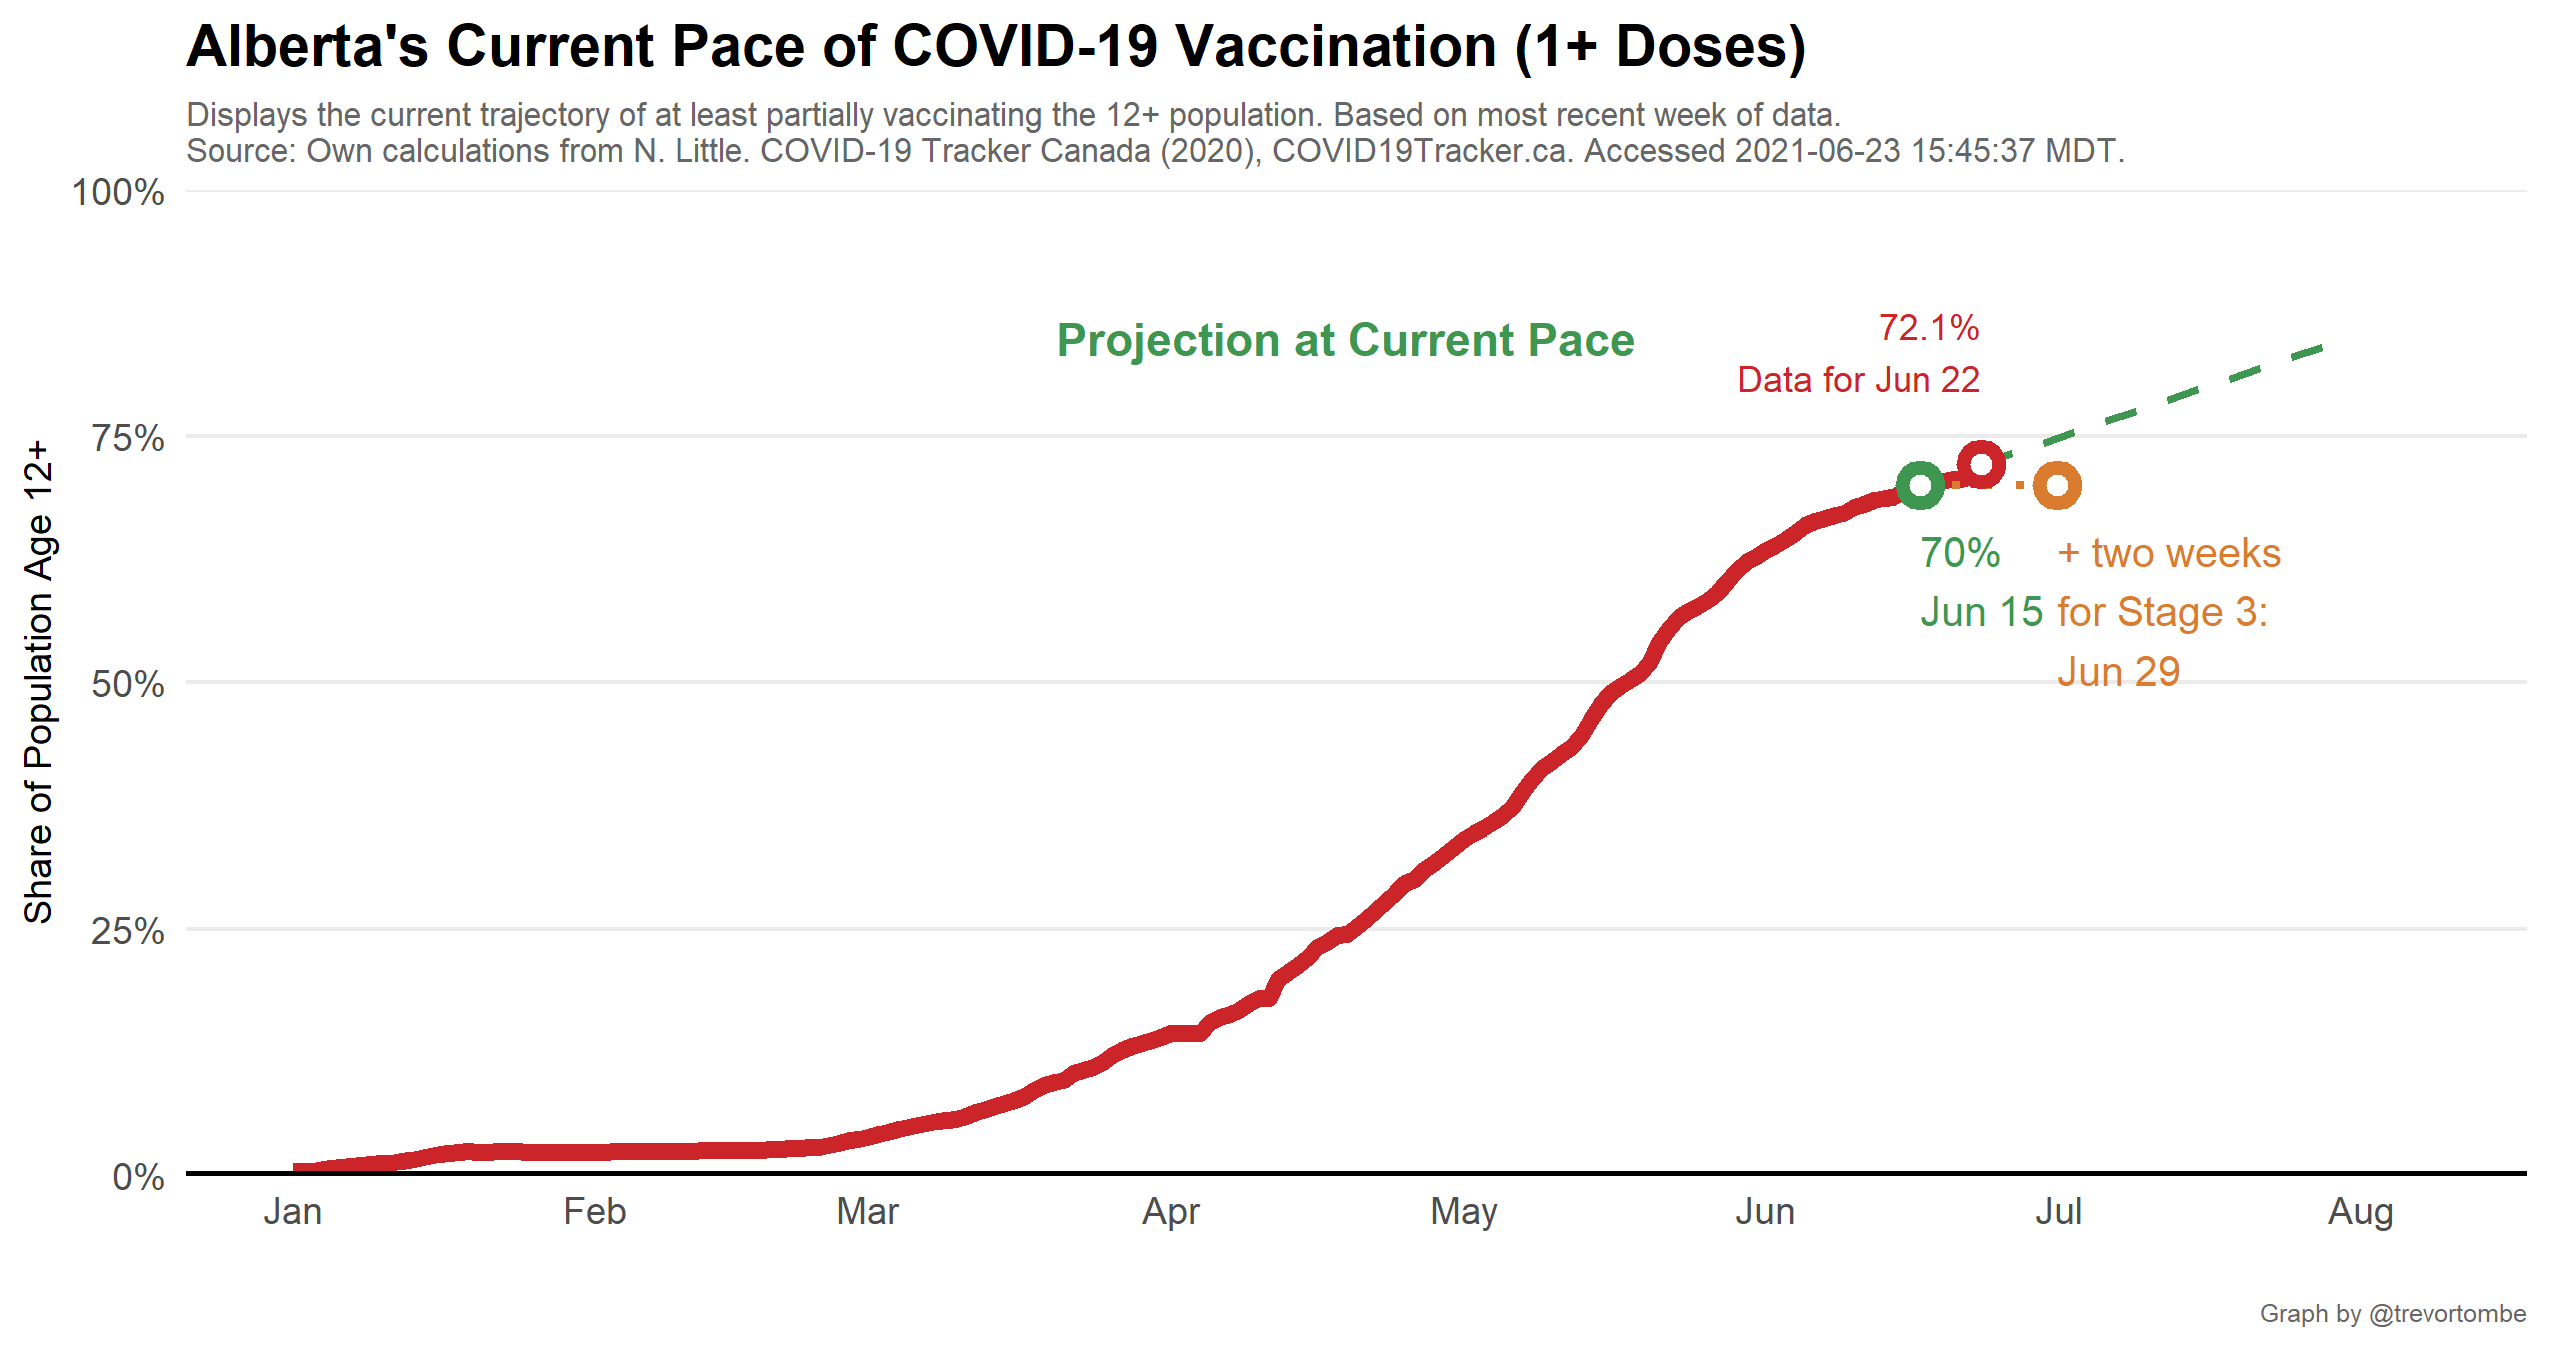 Alberta's Current Pace of COVID-19 Vaccination (1+ Doses)
Displays the current trajectory of at least partially vaccinating the 12+ population. Based on most recent week of data.
Source: Own calculations from N. Little. COVID-19 Tracker Canada (2020), COVID19Tracker.ca. Accessed 2021-06-23 15:45:37 MDT.
100%
75%
50%
25%
0%
Share of Population Age 12+
Projection at Current Pace
72.1%
Data for Jun 22
70%
Jun 15
+ two weeks
for Stage 3:
Jun 29
Jan
Feb
Mar
Apr
May
Jun
Jul
Aug
Graph by @trevortombe